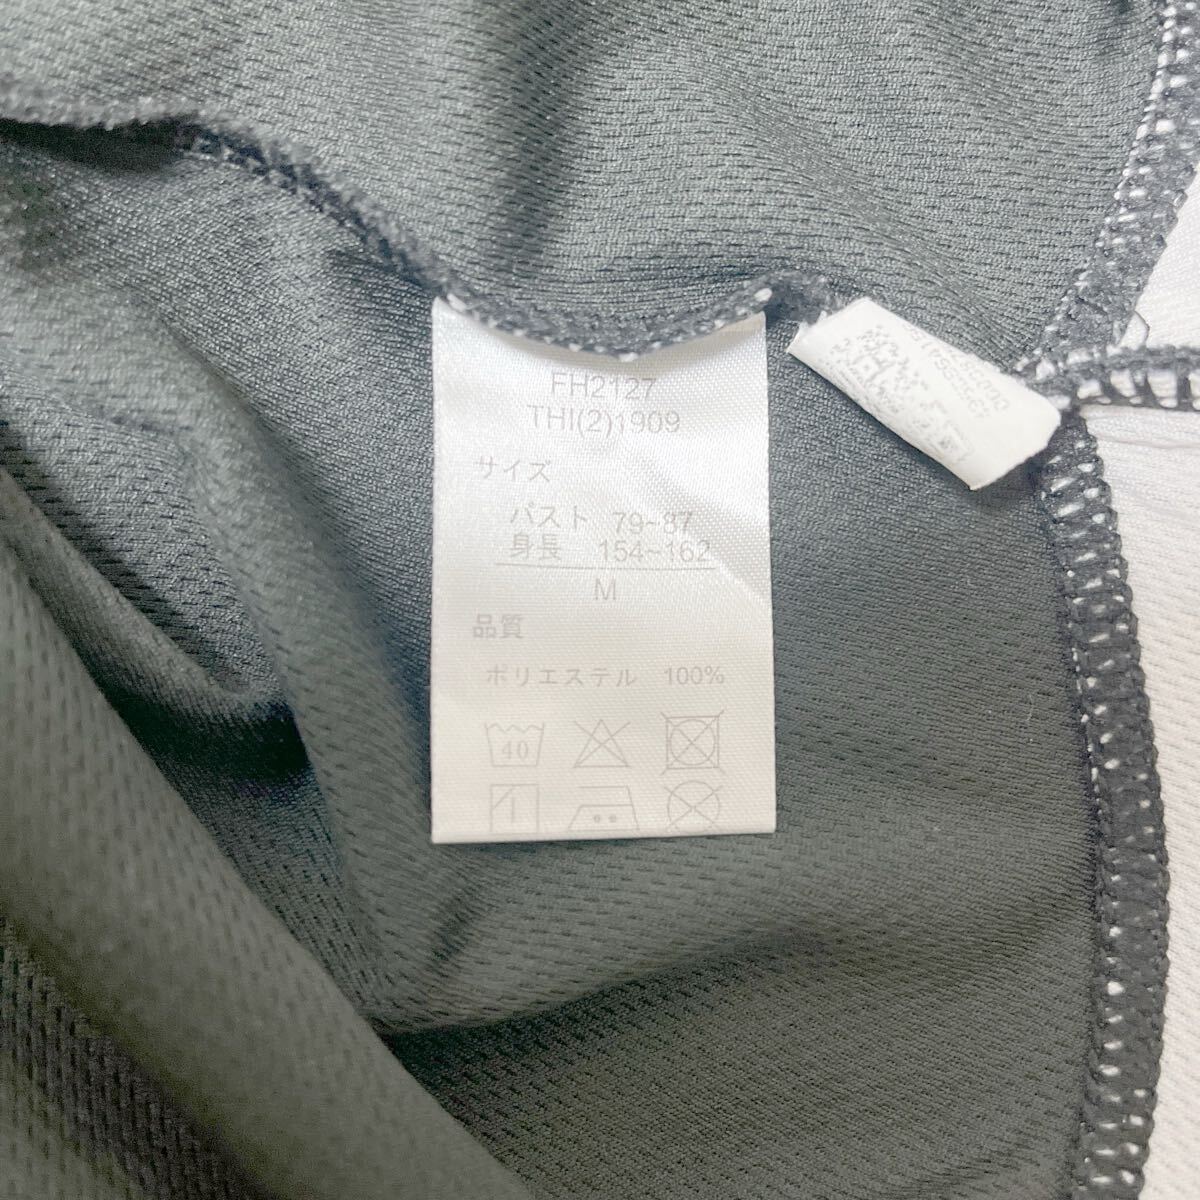 FH2127
THI(2)1909
サイズ
バスト 79~87
身長 154~162
M
品質
ポリエステル 100%
40